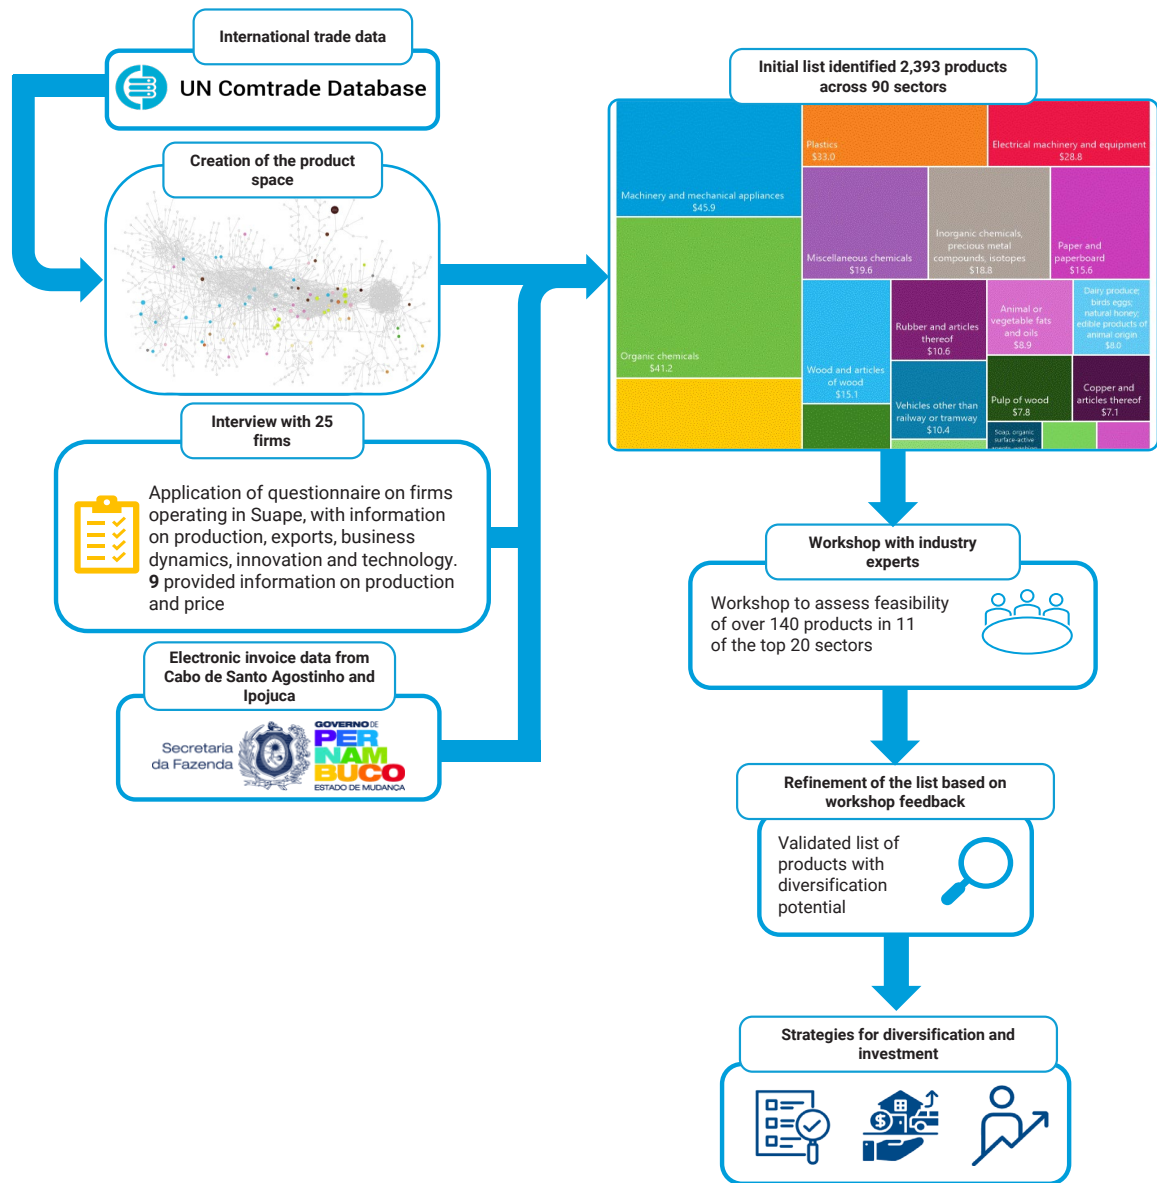 International trade data
UN Comtrade Database
Creation of the product
space
Interview with 25
firms
Application of questionnaire on firms
operating in Suape, with information
on production, exports, business
dynamics, innovation and technology.
9 provided information on production
and price
Electronic invoice data from
Cabo de Santo Agostinho and
Ipojuca
Secretaria
da Fazenda
GOVERNO DE
PER
NAM
BUCO
ESTADO DE MUDANÇA
Initial list identified 2,393 products
across 90 sectors
Machinery and mechanical appliances
$45.9
Organic chemicals
$41.2
Plastics
$33.0
Electrical machinery and equipment
$28.8
Miscellaneous chemicals
$19.6
Inorganic chemicals,
precious metal
compounds, isotopes
$18.8
Paper and
paperboard
$15.6
Wood and articles
of wood
$15.1
Rubber and articles
thereof
$10.6
Vehicles other than
railway or tramway
$10.4
Animal or
vegetable fats
and oils
$8.9
Dairy produce;
birds eggs;
natural honey;
edible products of
animal origin
$8.0
Pulp of wood
$7.8
Copper and
articles thereof
$7.1
Soap, organic
surface-active
Workshop with industry
experts
Workshop to assess feasibility
of over 140 products in 11
of the top 20 sectors
Refinement of the list based on
workshop feedback
Validated list of
products with
diversification
potential
Strategies for diversification and
investment